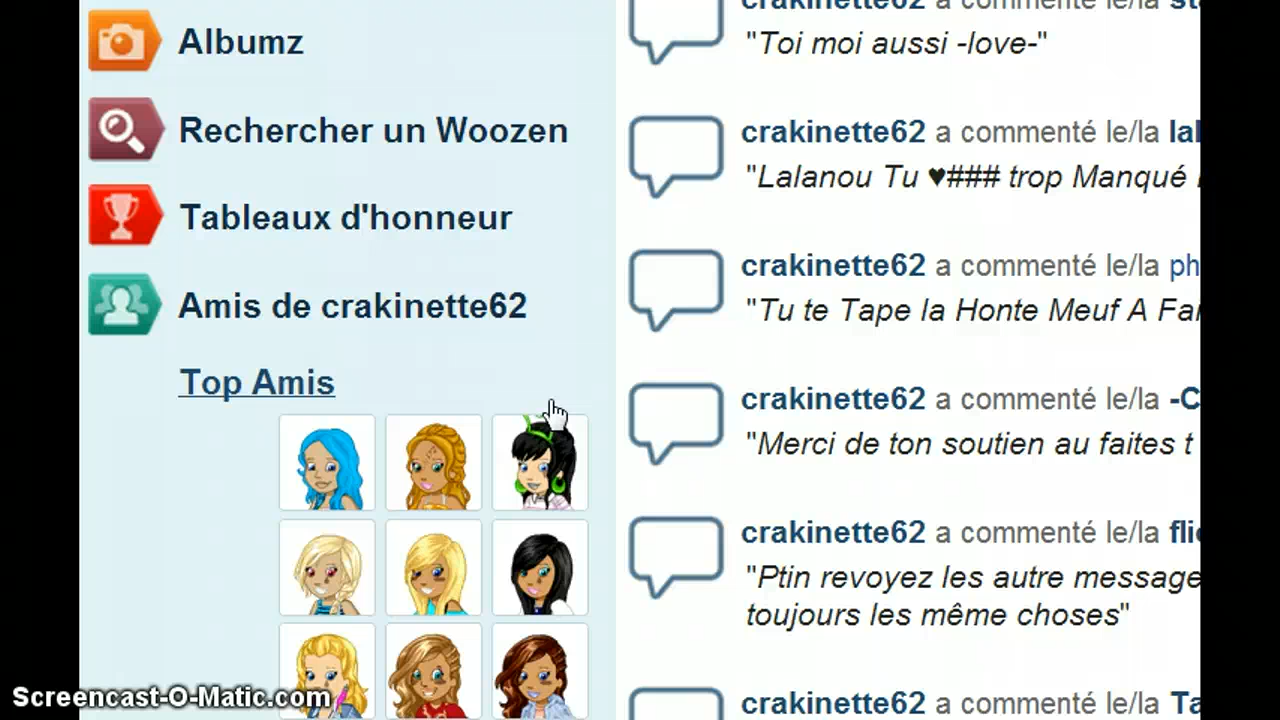 Albumz
Rechercher un Woozen
Tableaux d'honneur
Amis de crakinette62
Top Amis
crakinette62 a commenté le/la
"Toi moi aussi -love-"
crakinette62 a commenté le/la
"Lalanou Tu ♥### trop Manqué
crakinette62 a commenté le/la
"Tu te Tape la Honte Meuf A
crakinette62 a commenté le/la
"Merci de ton soutien au faites t
crakinette62 a commenté le/la
"Ptin revoyez les autre message
toujours les même choses"
crakinette62 a commenté le/la
Screencast-O-Matic.com